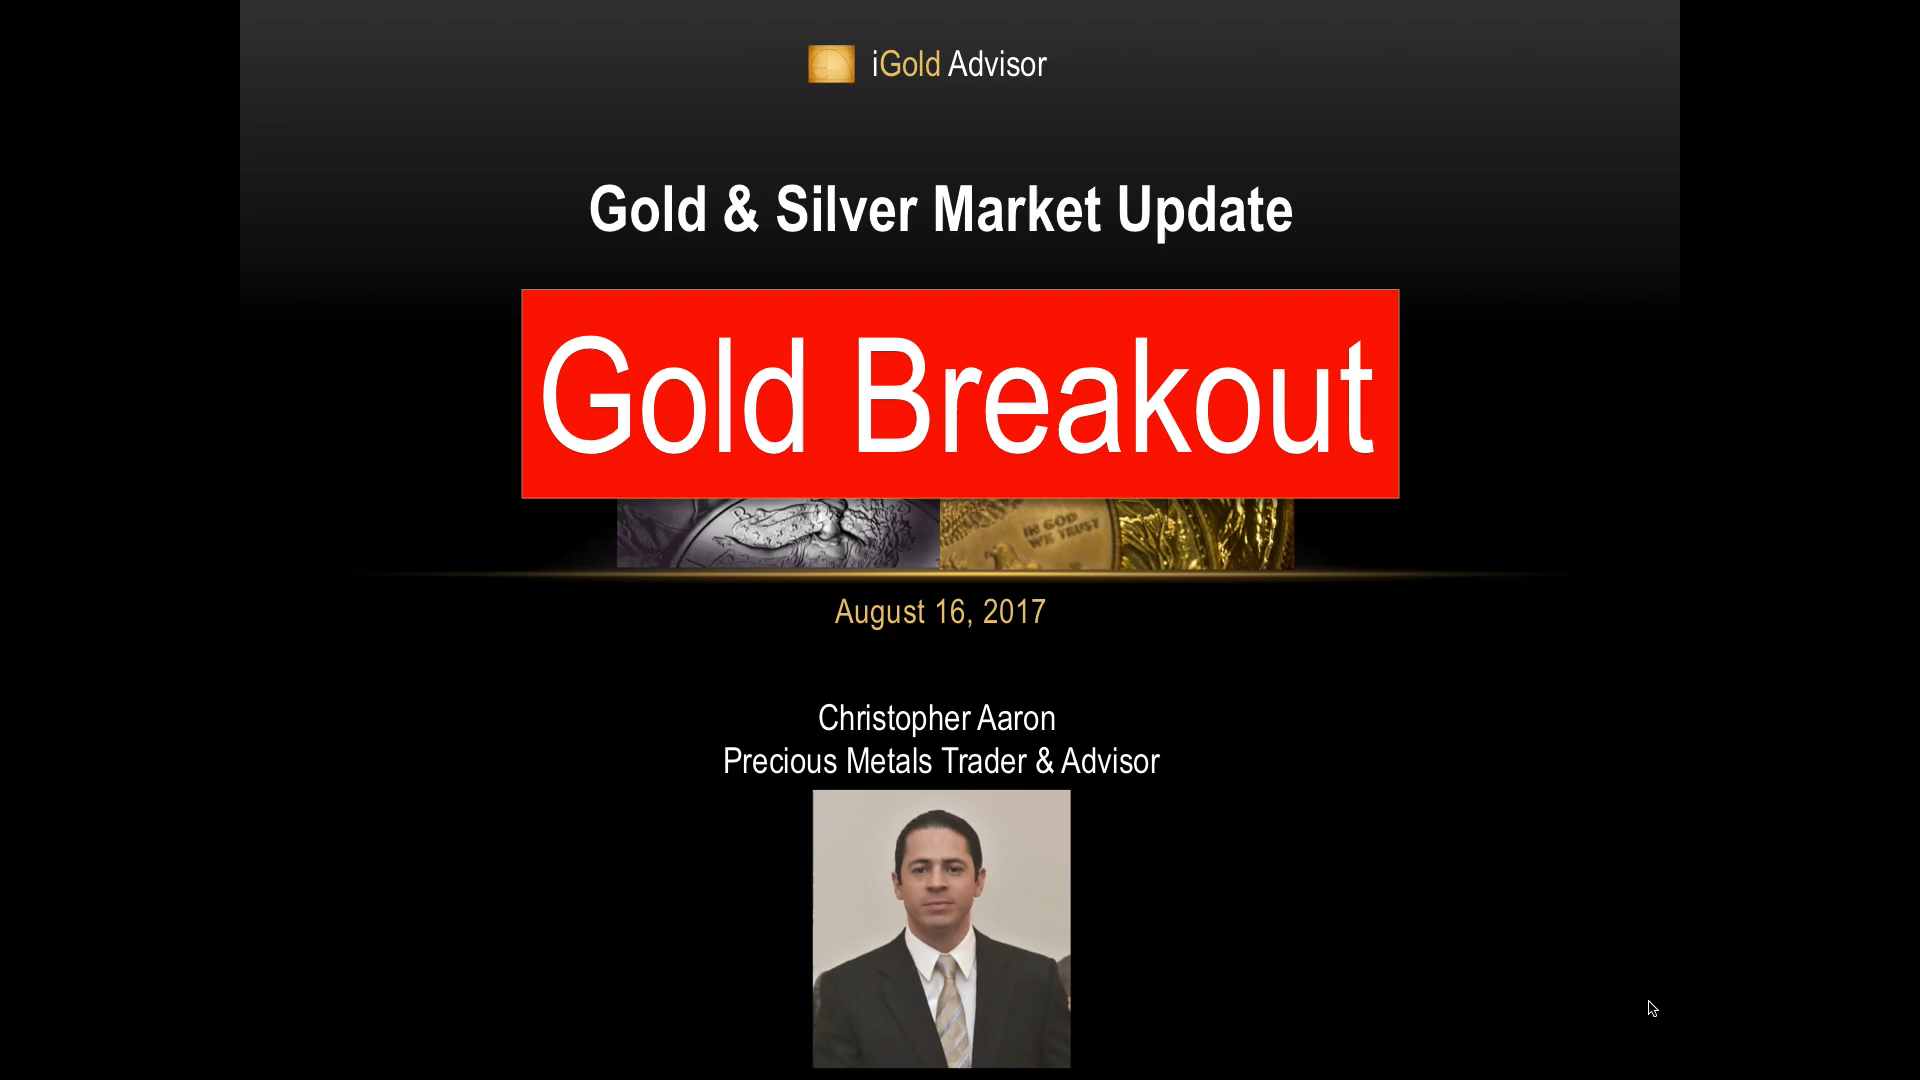 iGold Advisor
Gold & Silver Market Update
Gold Breakout
IN GOD
WE TRUST
August 16, 2017
Christopher Aaron
Precious Metals Trader & Advisor